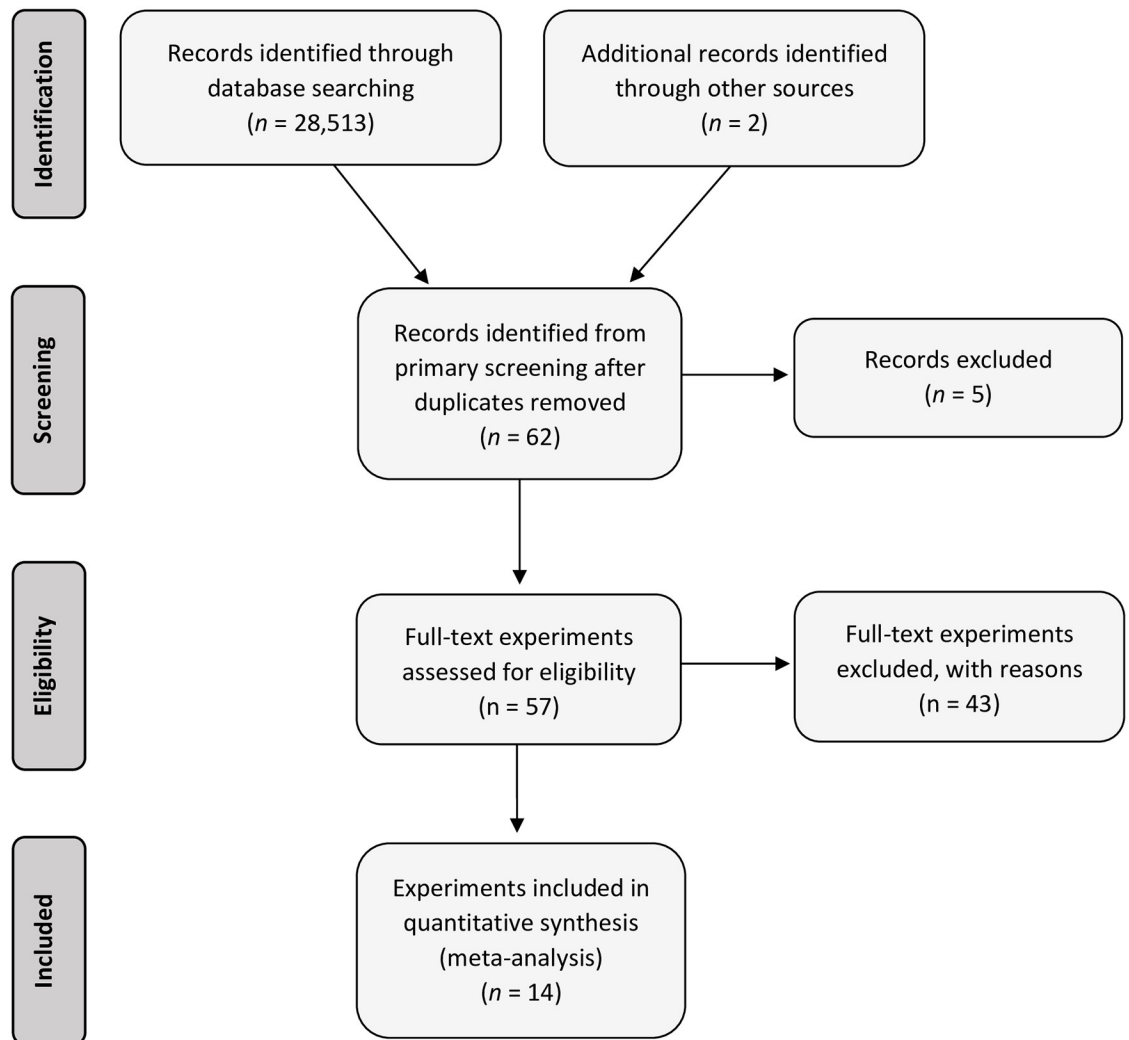 Identification
Records identified through
database searching
(n = 28,513)
Additional records identified
through other sources
(n = 2)
Screening
Records identified from
primary screening after
duplicates removed
(n = 62)
Records excluded
(n = 5)
Eligibility
Full-text experiments
assessed for eligibility
(n = 57)
Full-text experiments
excluded, with reasons
(n = 43)
Included
Experiments included in
quantitative synthesis
(meta-analysis)
(n = 14)